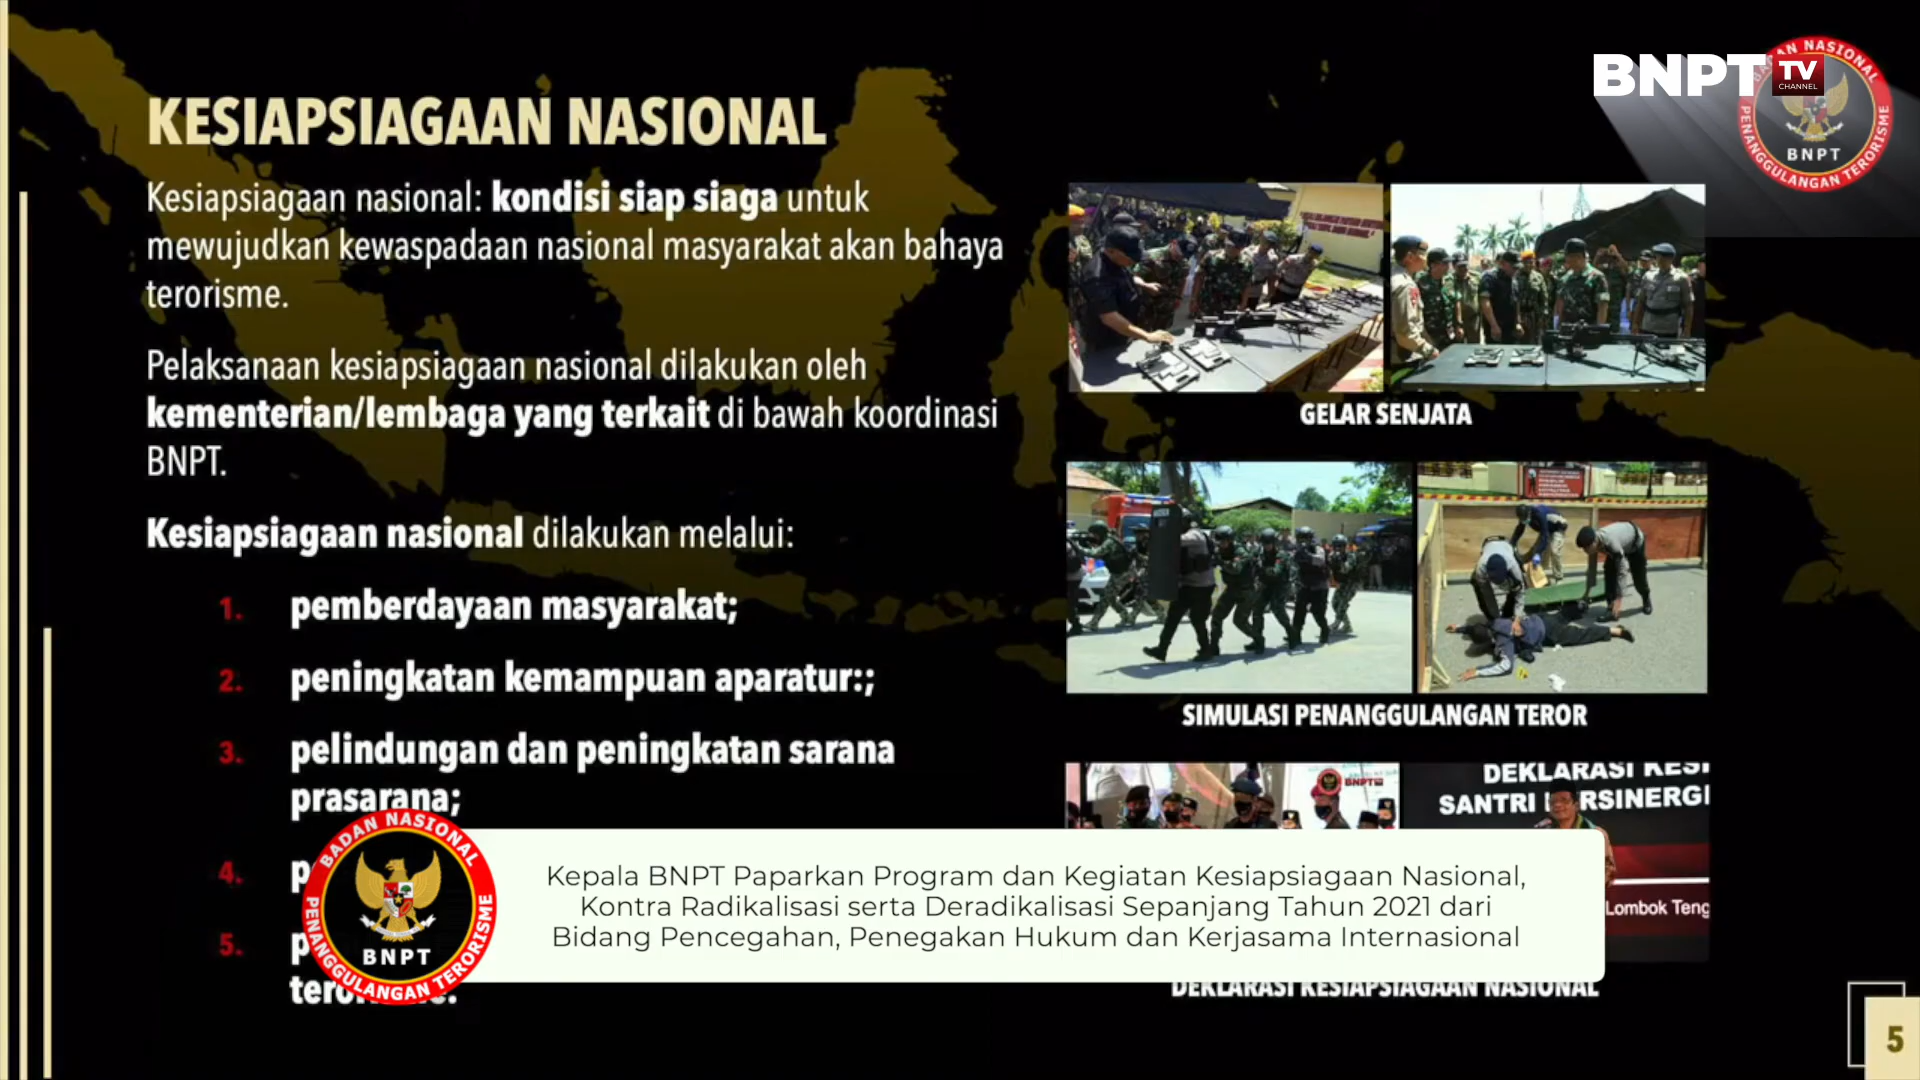 BNPT TV
CHANNEL
BADAN NASIONAL
PENANGGULANGAN TERORISME
BNPT
KESIAPSIAGAAN NASIONAL
Kesiapsiagaan nasional: kondisi siap siaga untuk
mewujudkan kewaspadaan nasional masyarakat akan bahaya
terorisme.
Pelaksanaan kesiapsiagaan nasional dilakukan oleh
kementerian/lembaga yang terkait di bawah koordinasi
BNPT.
Kesiapsiagaan nasional dilakukan melalui:
1. pemberdayaan masyarakat;
2. peningkatan kemampuan aparatur:;
3. pelindungan dan peningkatan sarana
prasarana;
4.
5.
GELAR SENJATA
SIMULASI PENANGGULANGAN TEROR
BNPT
DEKLARASI KESI
SANTRI
Lombok Teng
DEKLARASI KESIAPSIAGAAN NASIONAL
BADAN NASIONAL
PENANGGULANGAN TERORISME
BNPT
Kepala BNPT Paparkan Program dan Kegiatan Kesiapsiagaan Nasional,
Kontra Radikalisasi serta Deradikalisasi Sepanjang Tahun 2021 dari
Bidang Pencegahan, Penegakan Hukum dan Kerjasama Internasional
5